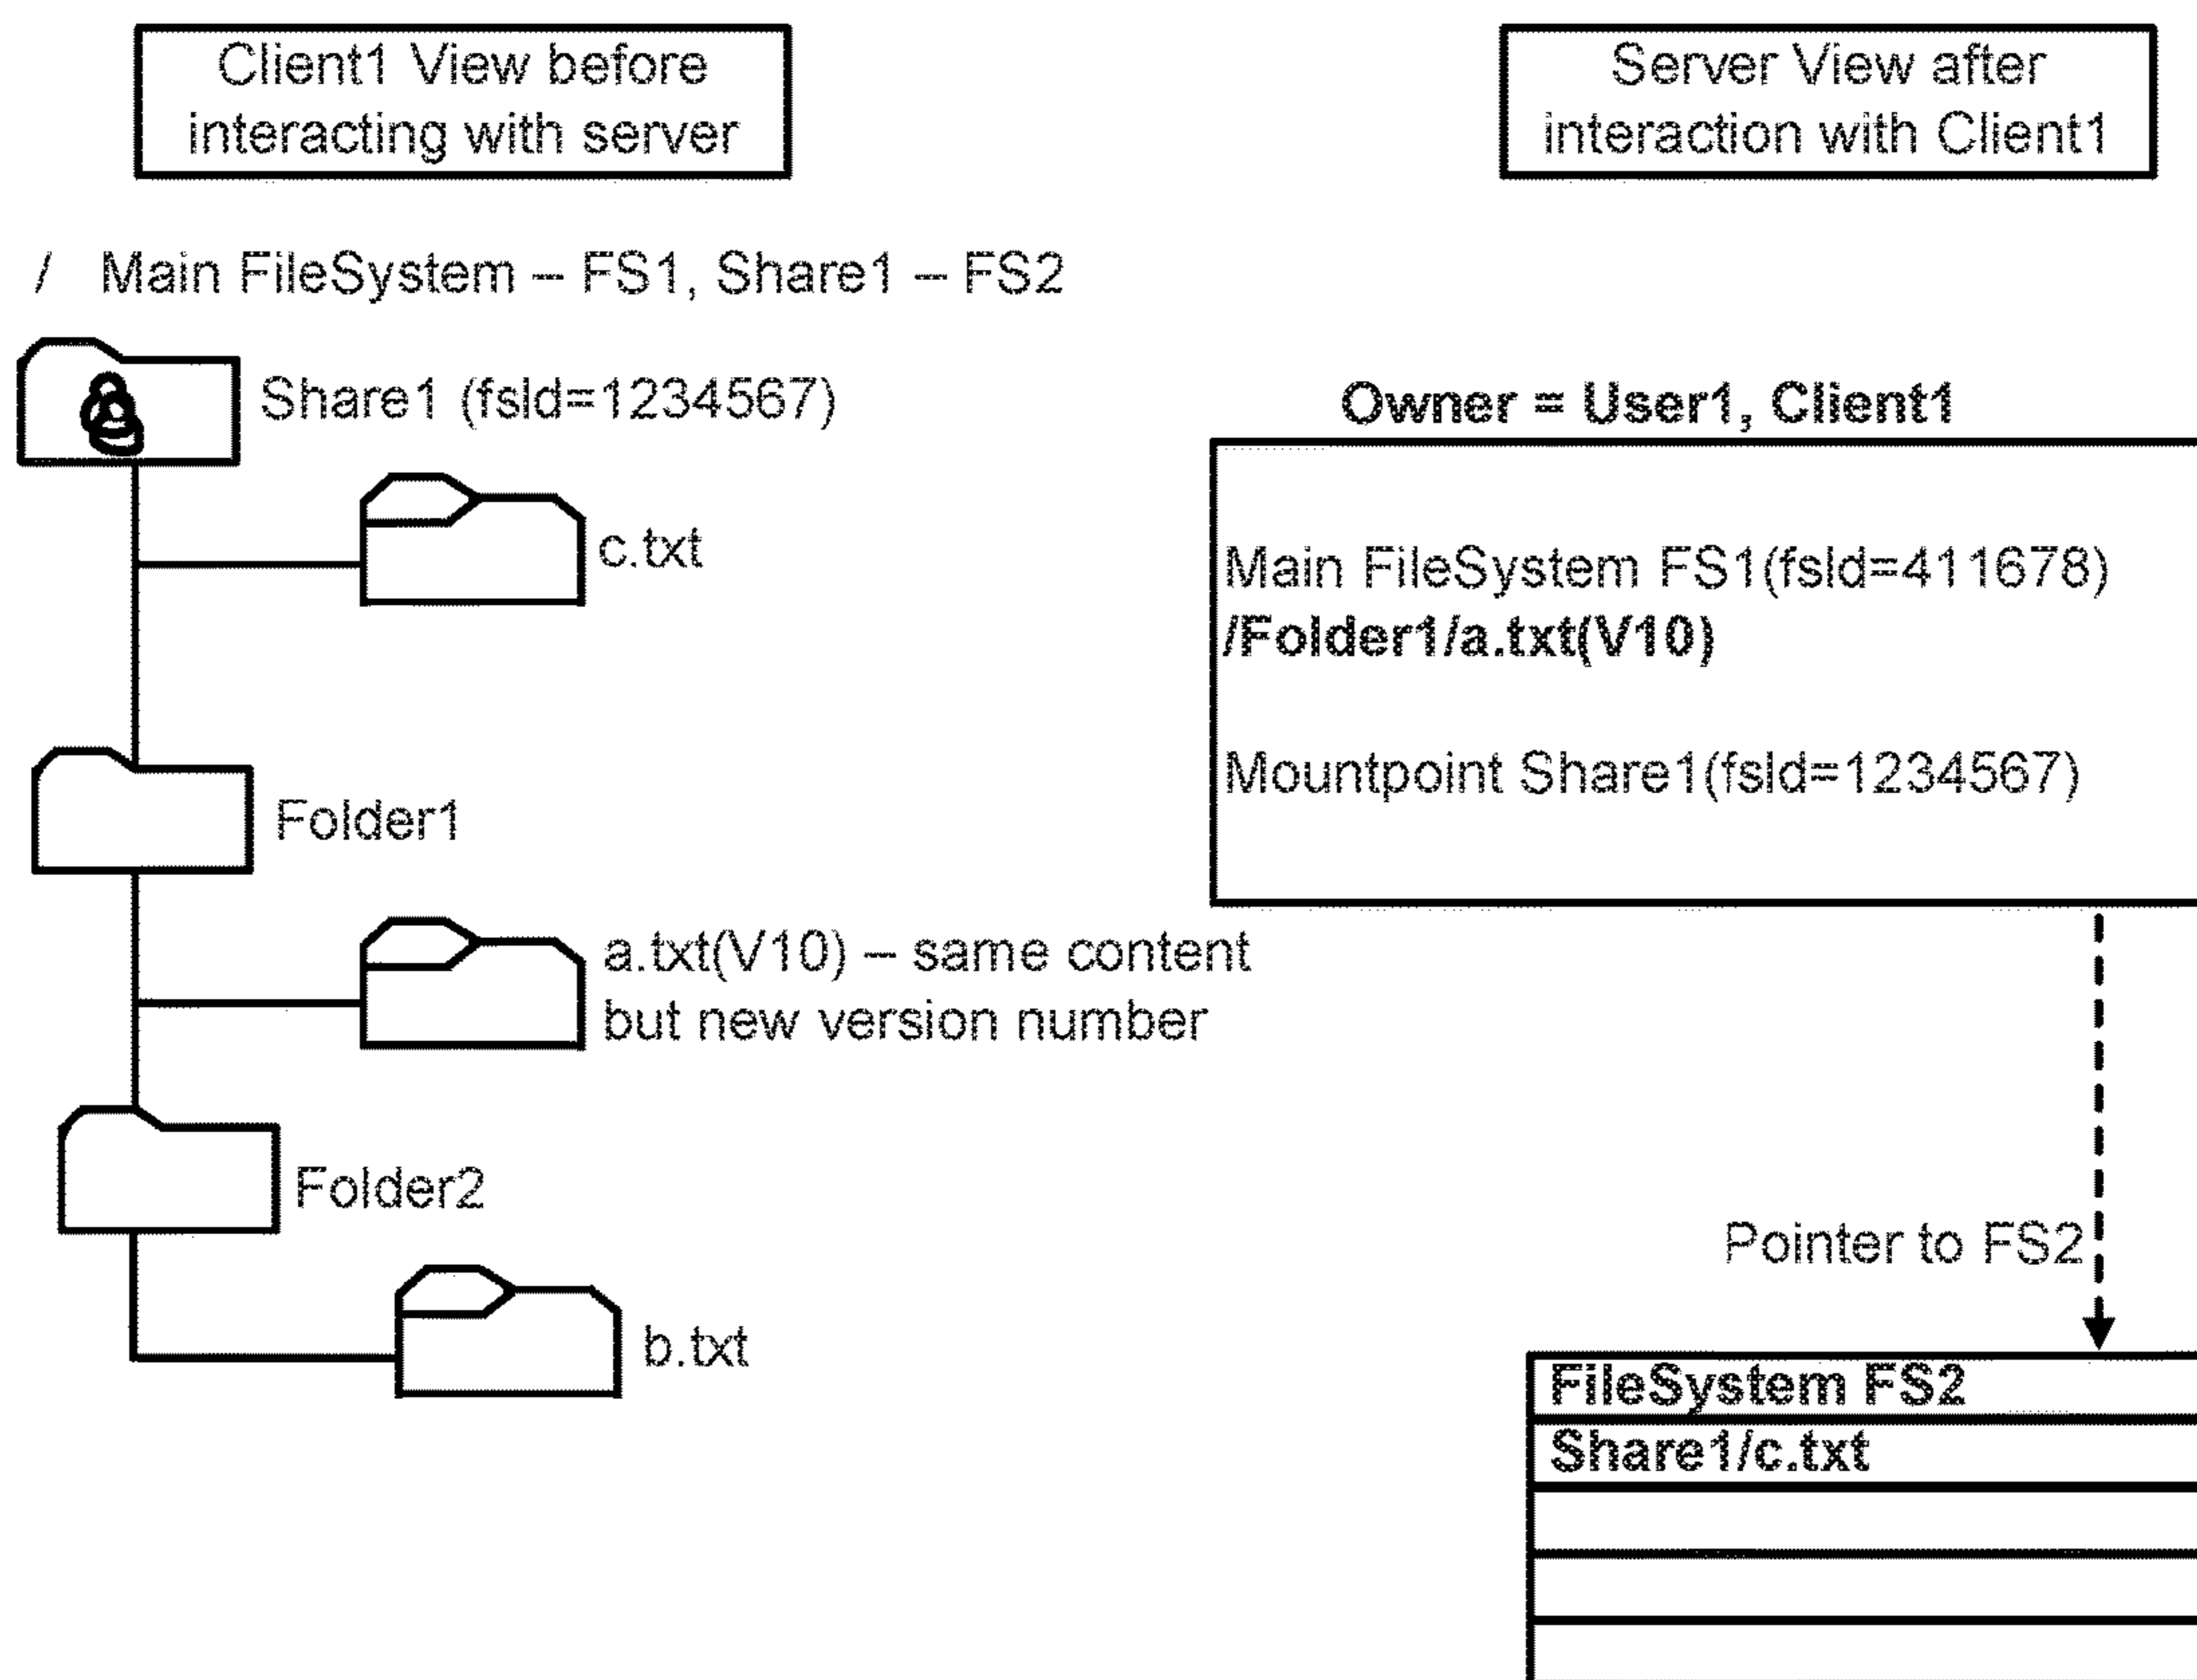 Client1 View before
interacting with server
Server View after
interaction with Client1
/ Main FileSystem – FS1, Share1 – FS2
Share1 (fsId=1234567)
c.txt
Folder1
a.txt(V10) – same content
but new version number
Folder2
b.txt
Owner = User1, Client1
Main FileSystem FS1(fsId=411678)
/Folder1/a.txt(V10)
Mountpoint Share1(fsId=1234567)
Pointer to FS2
FileSystem FS2
Share1/c.txt